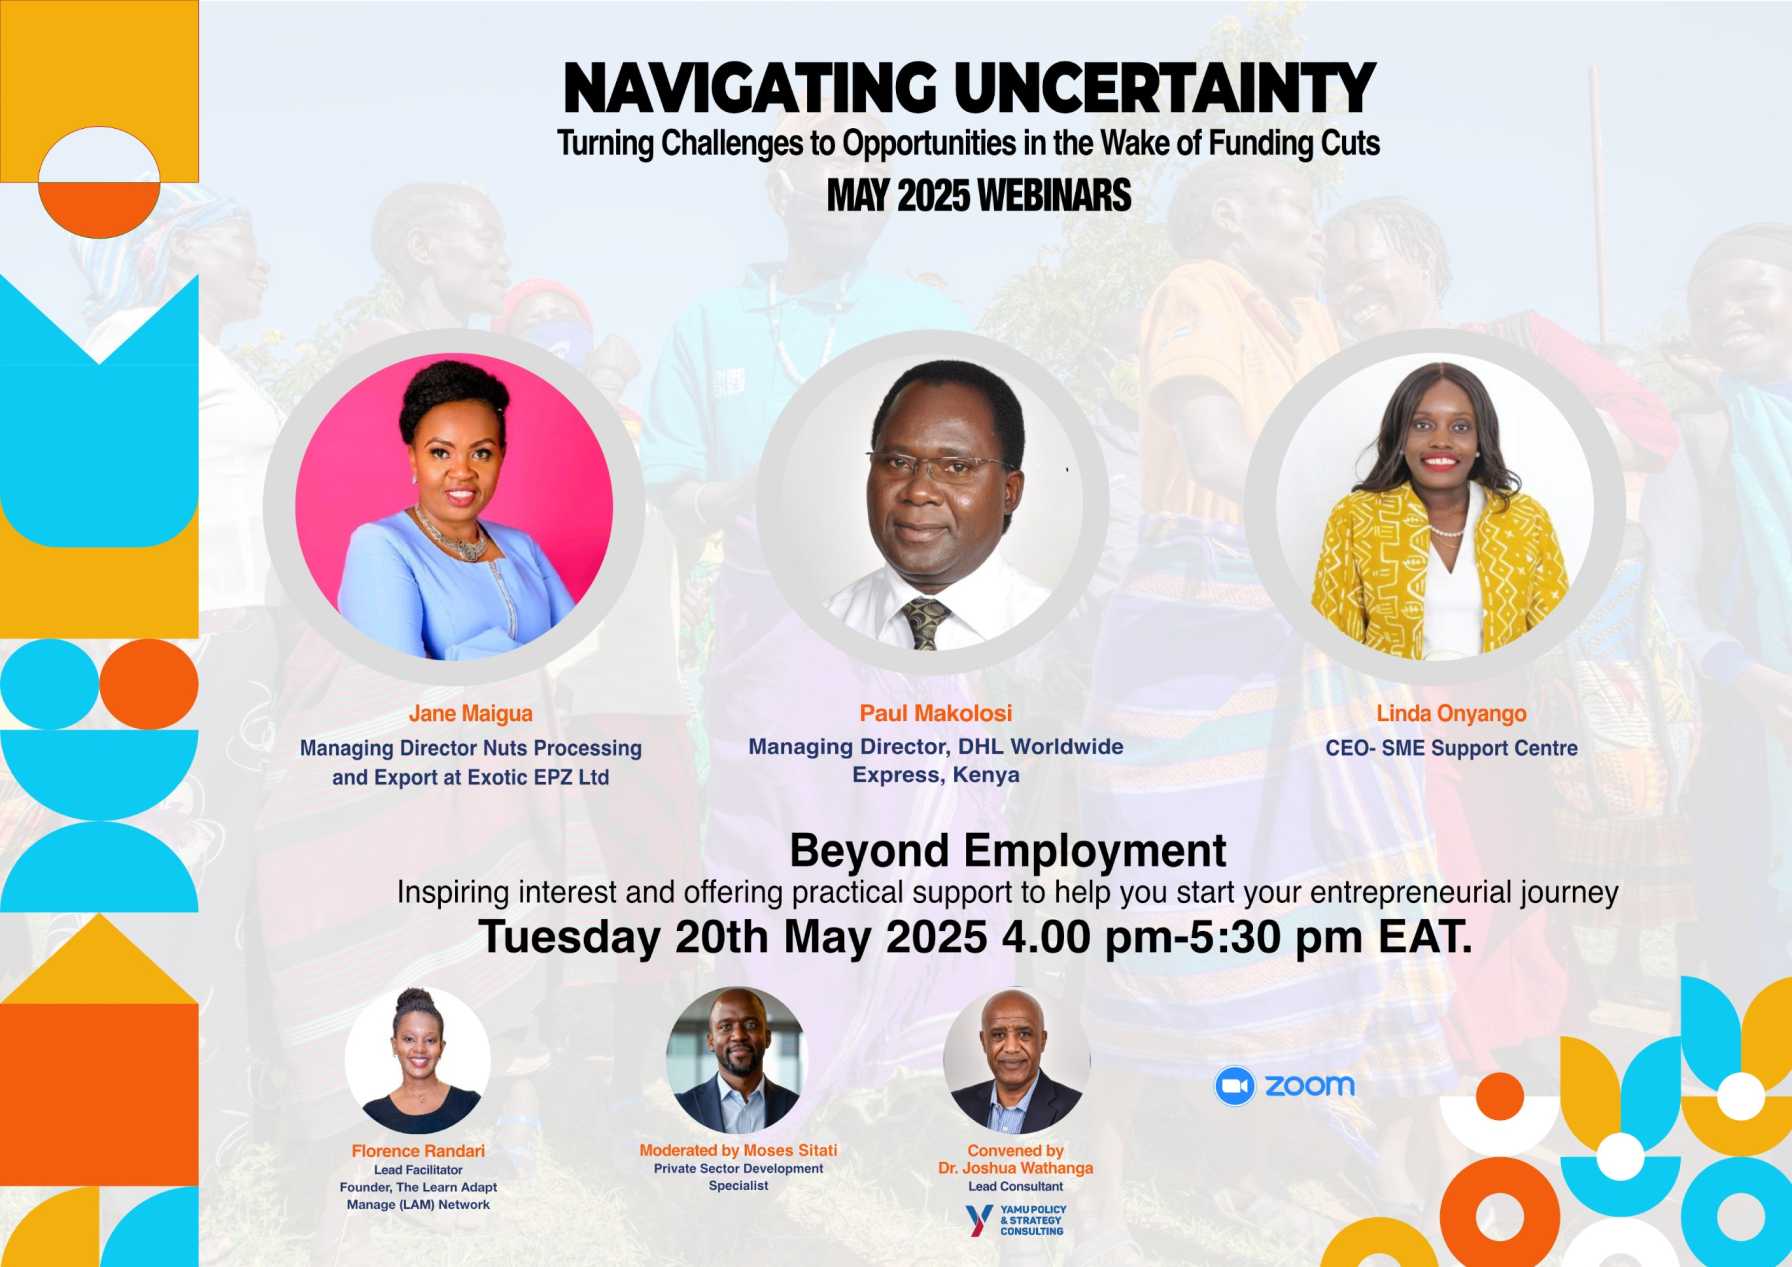 NAVIGATING UNCERTAINTY
Turning Challenges to Opportunities in the Wake of Funding Cuts
MAY 2025 WEBINARS
Jane Maigua
Managing Director Nuts Processing
and Export at Exotic EPZ Ltd
Paul Makolosi
Managing Director, DHL Worldwide
Express, Kenya
Linda Onyango
CEO- SME Support Centre
Beyond Employment
Inspiring interest and offering practical support to help you start your entrepreneurial journey
Tuesday 20th May 2025 4.00 pm-5:30 pm EAT.
Florence Randari
Lead Facilitator
Founder, The Learn Adapt
Manage (LAM) Network
Moderated by Moses Sitati
Private Sector Development
Specialist
Convened by
Dr. Joshua Wathanga
Lead Consultant
YAMU POLICY
& STRATEGY
CONSULTING
zoom